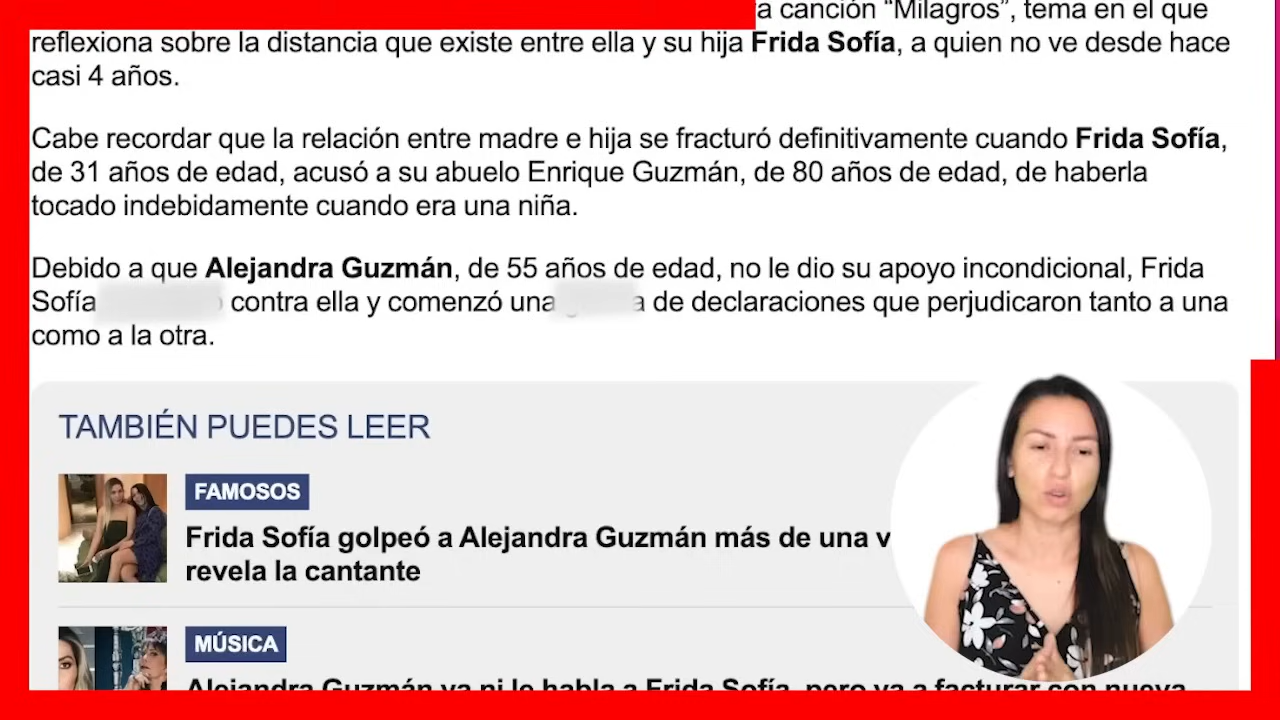 canción “Milagros”, tema en el que
reflexiona sobre la distancia que existe entre ella y su hija Frida Sofía, a quien no ve desde hace
casi 4 años.
Cabe recordar que la relación entre madre e hija se fracturó definitivamente cuando Frida Sofía,
de 31 años de edad, acusó a su abuelo Enrique Guzmán, de 80 años de edad, de haberla
tocado indebidamente cuando era una niña.
Debido a que Alejandra Guzmán, de 55 años de edad, no le dio su apoyo incondicional, Frida
Sofía contra ella y comenzó una de declaraciones que perjudicaron tanto a una
como a la otra.
TAMBIÉN PUEDES LEER
FAMOSOS
Frida Sofía golpeó a Alejandra Guzmán más de una
revela la cantante
MÚSICA
Alejandra Guzmán ya ni le habla a Frida Sofía, pero va a facturar con nueva